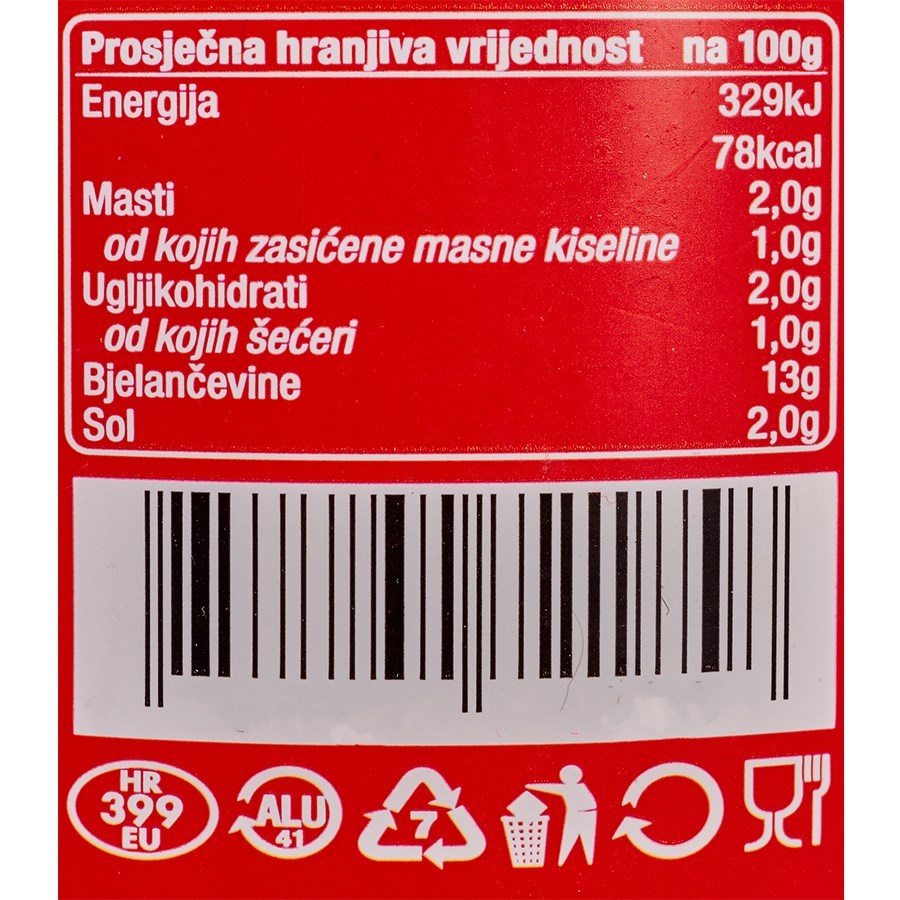 Prosječna hranjiva vrijednost na 100g
Energija 329kJ
78kcal
Masti 2,0g
od kojih zasićene masne kiseline 1,0g
Ugljikohidrati 2,0g
od kojih šećeri 1,0g
Bjelančevine 13g
Sol 2,0g
HR
399
EU
ALU
41
7